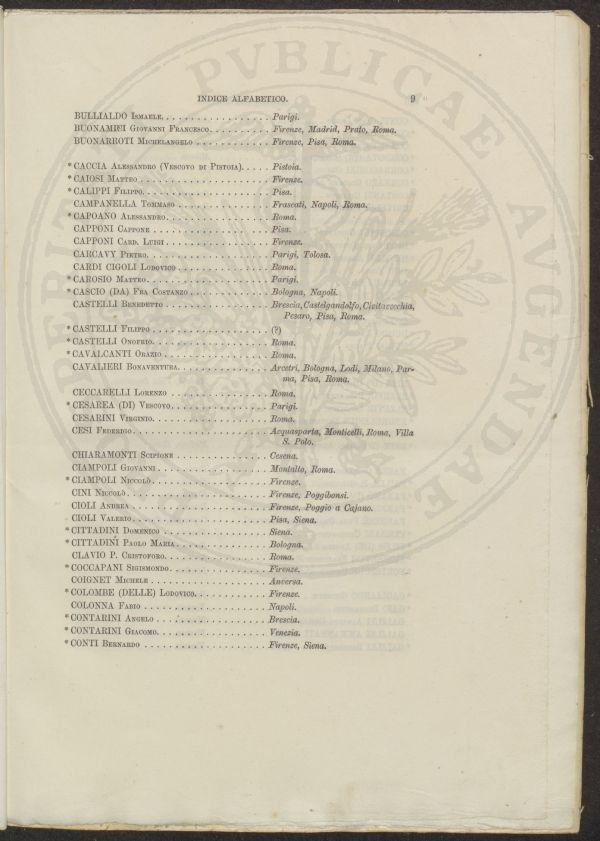 PVBLICAE
AVGENDAE
INDICE ALFABETICO. 9
BULLIALDO Ismaele. . . . . . . . . . . . . . . . . . Parigi.
BUONAMICI Giovanni Francesco. . . . . . . . . . Firenze, Madrid, Prato, Roma.
BUONARROTI Michelangelo . . . . . . . . . . . . Firenze, Pisa, Roma.
* CACCIA Alessandro (Vescovo di Pistoia). . . . . Pistoia.
* CAIOSI Matteo . . . . . . . . . . . . . . . . . . . . . Firenze.
* CALIPPI Filippo. . . . . . . . . . . . . . . . . . . . Pisa.
CAMPANELLA Tommaso . . . . . . . . . . . . . . . Frascati, Napoli, Roma.
* CAPOANO Alessandro. . . . . . . . . . . . . . . . . Roma.
CAPPONI Cappone . . . . . . . . . . . . . . . . . . . Pisa.
CAPPONI Card. Luigi . . . . . . . . . . . . . . . . . Firenze.
CARCAVY Pietro. . . . . . . . . . . . . . . . . . . . Parigi, Tolosa.
CARDI CIGOLI Lodovico . . . . . . . . . . . . . . . Roma.
* CAROSIO Matteo. . . . . . . . . . . . . . . . . . . . Parigi.
* CASCIO (DA) Fra Costanzo . . . . . . . . . . . . . Bologna, Napoli.
CASTELLI Benedetto . . . . . . . . . . . . . . . . . Brescia, Castelgandolfo, Civitavecchia,
Pesaro, Pisa, Roma.
* CASTELLI Filippo . . . . . . . . . . . . . . . . . . . (?)
* CASTELLI Onofrio. . . . . . . . . . . . . . . . . . . Roma.
* CAVALCANTI Orazio . . . . . . . . . . . . . . . . . Roma.
CAVALIERI Bonaventura. . . . . . . . . . . . . . . Arcetri, Bologna, Lodi, Milano, Par-
ma, Pisa, Roma.
CECCARELLI Lorenzo . . . . . . . . . . . . . . . . Roma.
* CESAREA (DI) Vescovo. . . . . . . . . . . . . . . . Parigi.
CESARINI Virginio. . . . . . . . . . . . . . . . . . . Roma.
CESI Federigo. . . . . . . . . . . . . . . . . . . . . . Acquasparta, Monticelli, Roma, Villa
S. Polo.
CHIARAMONTI Scipione . . . . . . . . . . . . . . . Cesena.
CIAMPOLI Giovanni . . . . . . . . . . . . . . . . . . Montalto, Roma.
* CIAMPOLI Niccolò. . . . . . . . . . . . . . . . . . . Firenze.
CINI Niccolò. . . . . . . . . . . . . . . . . . . . . . . Firenze, Poggibonsi.
CIOLI Andrea . . . . . . . . . . . . . . . . . . . . . . Firenze, Poggio a Cajano.
CIOLI Valerio. . . . . . . . . . . . . . . . . . . . . . Pisa, Siena.
* CITTADINI Domenico . . . . . . . . . . . . . . . . . Siena.
* CITTADINI Paolo Maria. . . . . . . . . . . . . . . Bologna.
CLAVIO P. Cristoforo. . . . . . . . . . . . . . . . . Roma.
* COCCAPANI Sigismondo. . . . . . . . . . . . . . . . Firenze.
COIGNET Michele . . . . . . . . . . . . . . . . . . . Anversa.
* COLOMBE (DELLE) Lodovico. . . . . . . . . . . . Firenze.
COLONNA Fabio . . . . . . . . . . . . . . . . . . . . Napoli.
* CONTARINI Angelo . . . . . . . . . . . . . . . . . . Brescia.
* CONTARINI Giacomo. . . . . . . . . . . . . . . . . . Venezia.
* CONTI Bernardo . . . . . . . . . . . . . . . . . . . . Firenze, Siena.